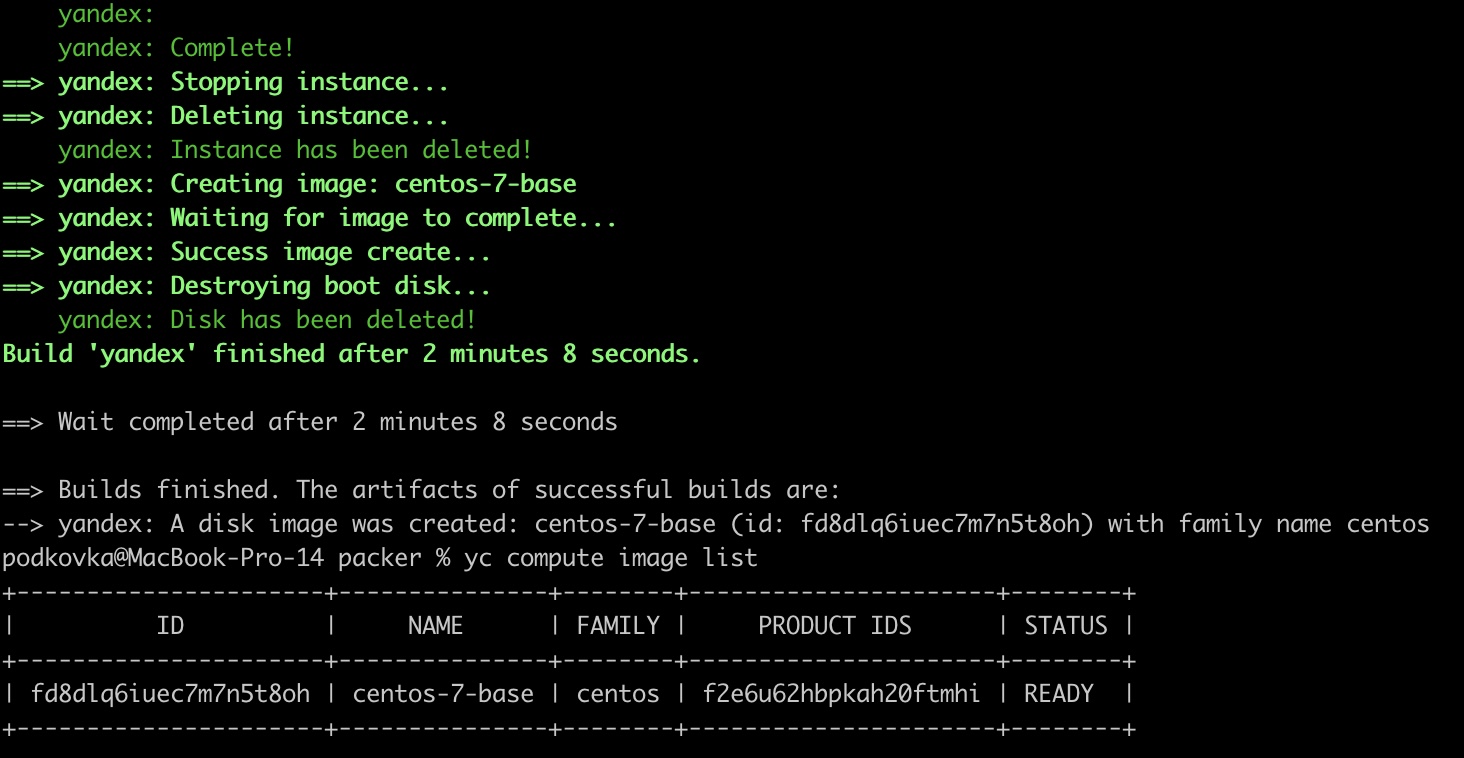 yandex:
yandex: Complete!
==> yandex: Stopping instance...
==> yandex: Deleting instance...
yandex: Instance has been deleted!
==> yandex: Creating image: centos-7-base
==> yandex: Waiting for image to complete...
==> yandex: Success image create...
==> yandex: Destroying boot disk...
yandex: Disk has been deleted!
Build 'yandex' finished after 2 minutes 8 seconds.
==> Wait completed after 2 minutes 8 seconds
==> Builds finished. The artifacts of successful builds are:
--> yandex: A disk image was created: centos-7-base (id: fd8dlq6iuec7m7n5t8oh) with family name centos
podkovka@MacBook-Pro-14 packer % yc compute image list
+----------------------+---------------+--------+----------------------+--------+
|          ID          |     NAME      | FAMILY |     PRODUCT IDS      | STATUS |
+----------------------+---------------+--------+----------------------+--------+
| fd8dlq6iuec7m7n5t8oh | centos-7-base | centos | f2e6u62hbpkah20ftmhi | READY  |
+----------------------+---------------+--------+----------------------+--------+